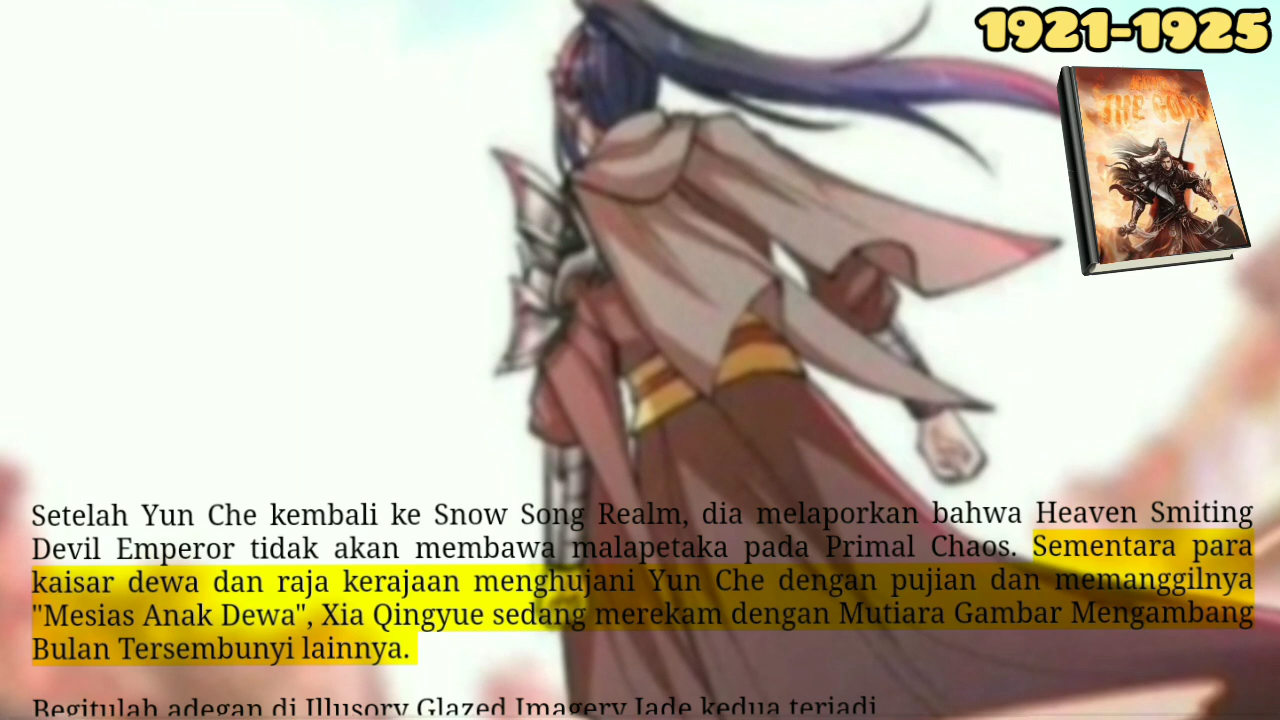 1921-1925
AGAINST
THE GODS
Setelah Yun Che kembali ke Snow Song Realm, dia melaporkan bahwa Heaven Smiting
Devil Emperor tidak akan membawa malapetaka pada Primal Chaos. Sementara para
kaisar dewa dan raja kerajaan menghujani Yun Che dengan pujian dan memanggilnya
"Mesias Anak Dewa", Xia Qingyue sedang merekam dengan Mutiara Gambar Mengambang
Bulan Tersembunyi lainnya.
Begitulah adegan di Illusory Glazed Imagery Jade kedua terjadi